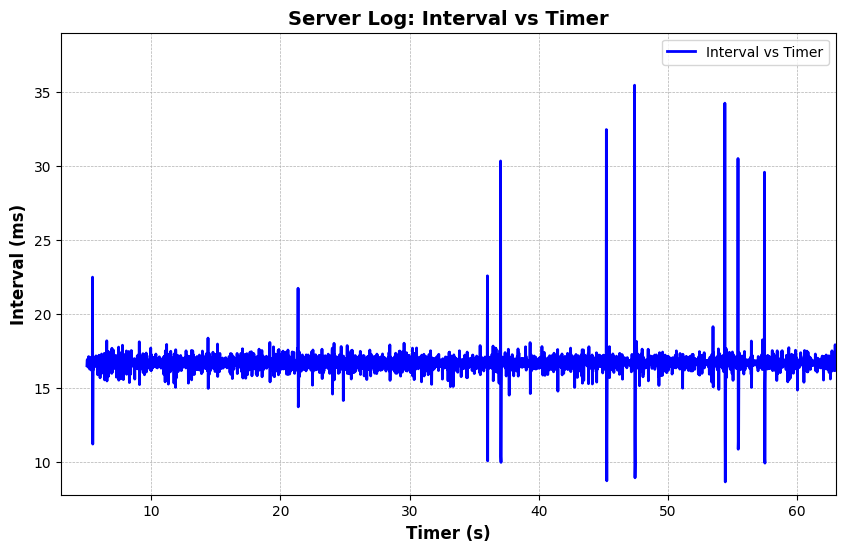 Server Log: Interval vs Timer
Interval vs Timer
35
30
25
20
15
10
Interval (ms)
10 20 30 40 50 60
Timer (s)